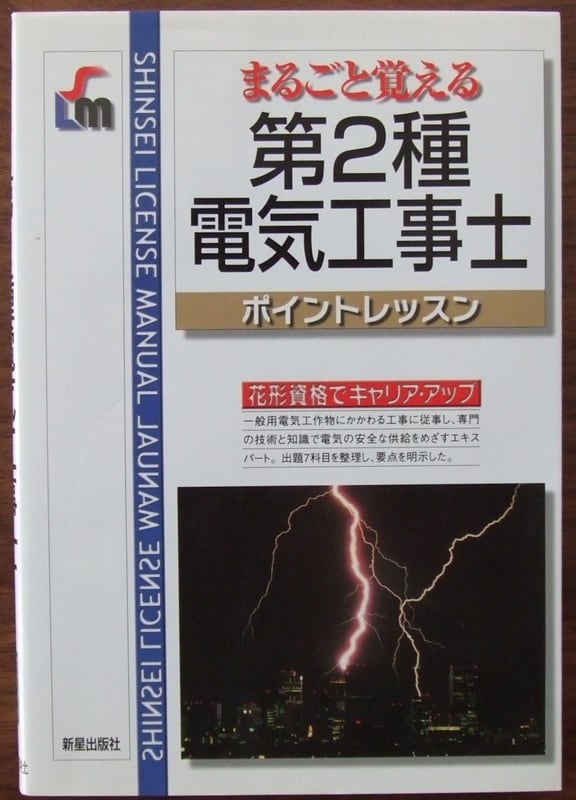 まるごと覚える
第2種
電気工事士
ポイントレッスン
花形資格でキャリア・アップ
一般用電気工作物にかかわる工事に従事し、専門
の技術と知識で電気の安全な供給をめざすエキス
パート。出題7科目を整理し、要点を明示した。
SHINSEI LICENSE MANUAL
SHINSEI LICENSE MANUAL
Lm
新星出版社
士